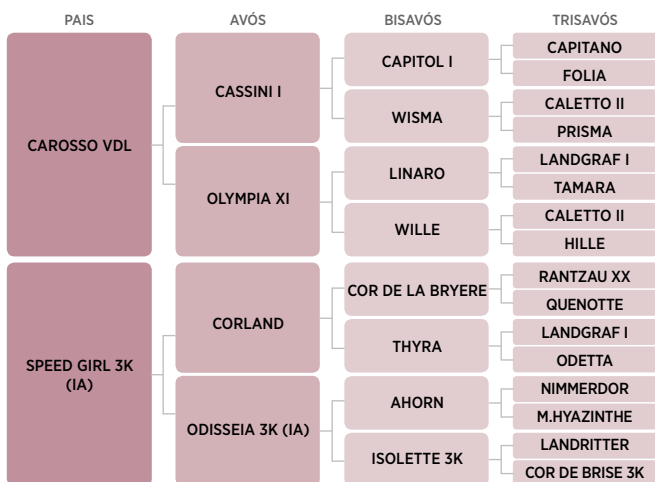 PAIS
AVÓS
BISAVÓS
TRISAVÓS
CAROSSO VDL
SPEED GIRL 3K
(IA)
CASSINI I
OLYMPIA XI
CORLAND
ODISSEIA 3K (IA)
CAPITOL I
WISMA
LINARO
WILLE
COR DE LA BRYERE
THYRA
AHORN
ISOLETTE 3K
CAPITANO
FOLIA
CALETTO II
PRISMA
LANDGRAF I
TAMARA
CALETTO II
HILLE
RANTZAU XX
QUENOTTE
LANDGRAF I
ODETTA
NIMMERDOR
M.HYAZINTHE
LANDRITTER
COR DE BRISE 3K